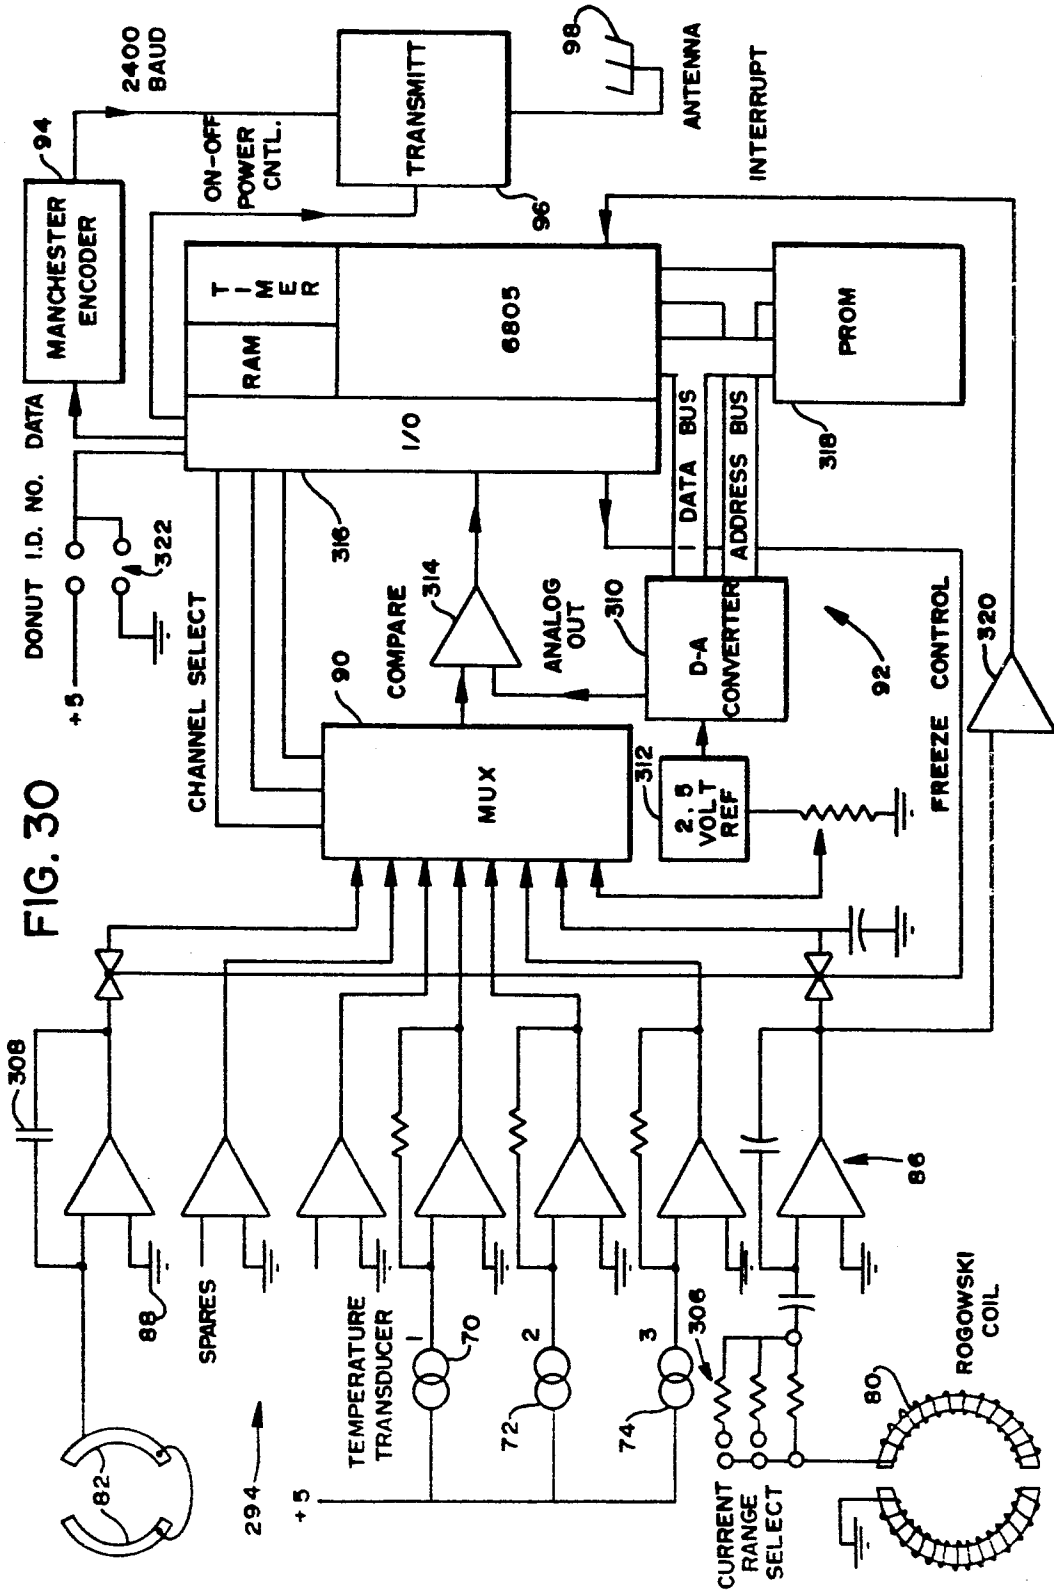 FIG. 30
DONUT I.D. NO. DATA
+5
322
MANCHESTER
ENCODER
94
2400
BAUD
ON-OFF
POWER
CNTL.
TRANSMITT
96
98
ANTENNA
INTERRUPT
CHANNEL SELECT
316
I/O
RAM
TIMER
6805
PROM
318
DATA BUS
ADDRESS BUS
90
MUX
COMPARE
314
ANALOG
OUT
310
D-A
CONVERTER
92
312
2.5
VOLT
REF
FREEZE CONTROL
320
308
82
88
SPARES
294
+5
TEMPERATURE
TRANSDUCER
1
70
2
72
3
74
306
CURRENT
RANGE
SELECT
86
80
ROGOWSKI
COIL